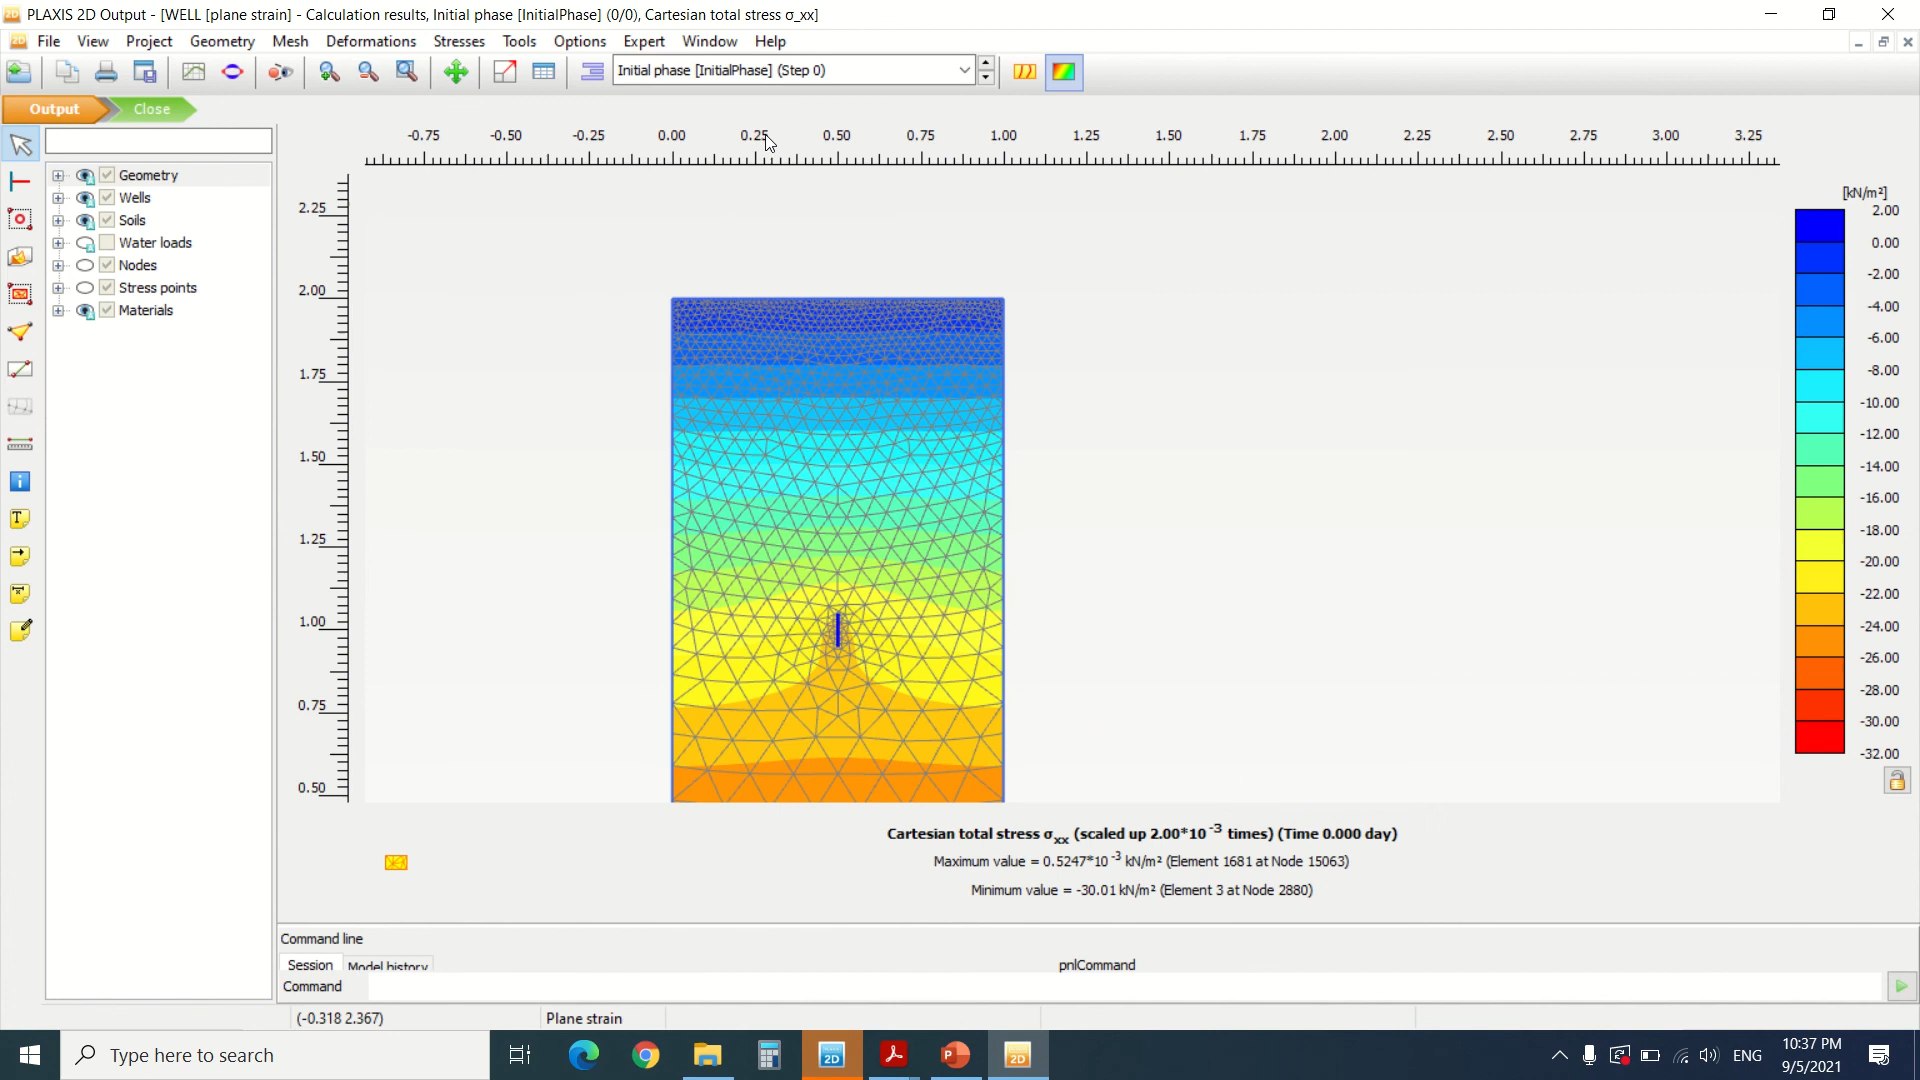 PLAXIS 2D Output - [WELL [plane strain] - Calculation results, Initial phase [InitialPhase] (0/0), Cartesian total stress σ_xx]
File View Project Geometry Mesh Deformations Stresses Tools Options Expert Window Help
Initial phase [InitialPhase] (Step 0)
Output Close
-0.75 -0.50 -0.25 0.00 0.25 0.50 0.75 1.00 1.25 1.50 1.75 2.00 2.25 2.50 2.75 3.00 3.25
Geometry
Wells
Soils
Water loads
Nodes
Stress points
Materials
2.25
2.00
1.75
1.50
1.25
1.00
0.75
0.50
[kN/m²]
2.00
0.00
-2.00
-4.00
-6.00
-8.00
-10.00
-12.00
-14.00
-16.00
-18.00
-20.00
-22.00
-24.00
-26.00
-28.00
-30.00
-32.00
Cartesian total stress σxx (scaled up 2.00*10 -3 times) (Time 0.000 day)
Maximum value = 0.5247*10 -3 kN/m² (Element 1681 at Node 15063)
Minimum value = -30.01 kN/m² (Element 3 at Node 2880)
Command line
Session Model history
pnlCommand
Command
(-0.318 2.367) Plane strain
Type here to search
ENG
10:37 PM
9/5/2021